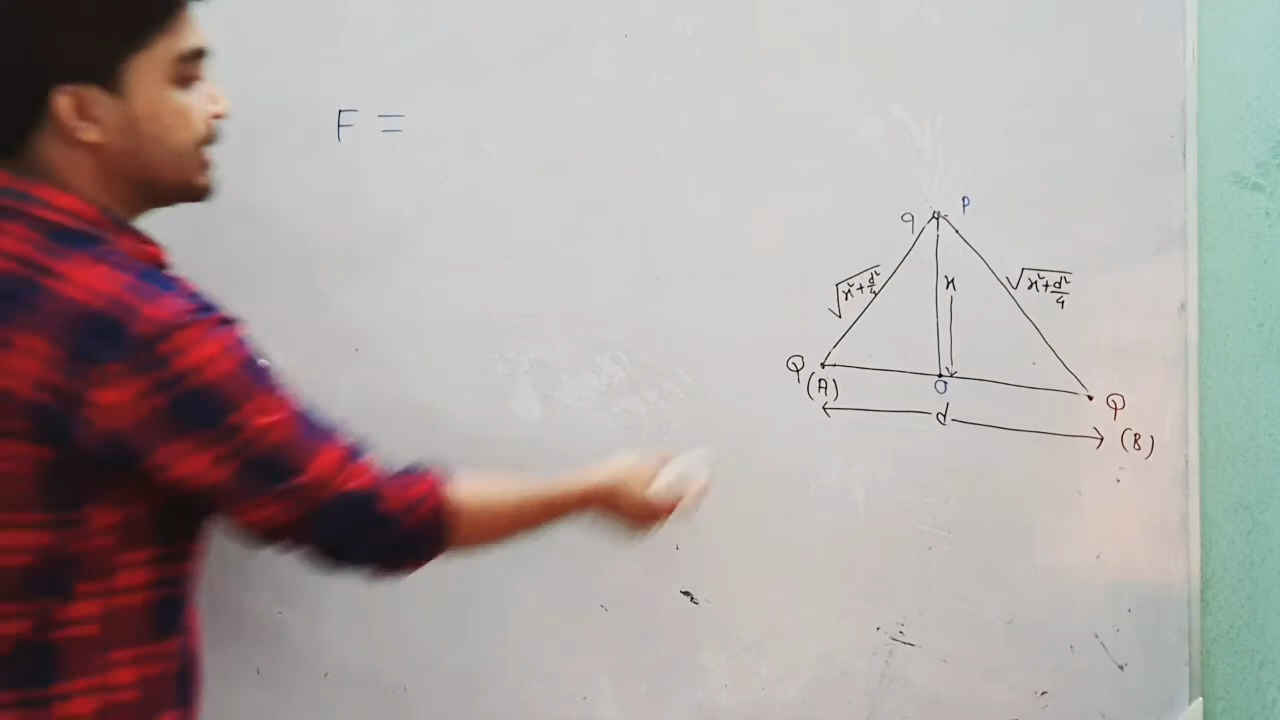 F =
q P
√x²+d²/4 x √x²+d²/4
Q (A) O Q (B)
d